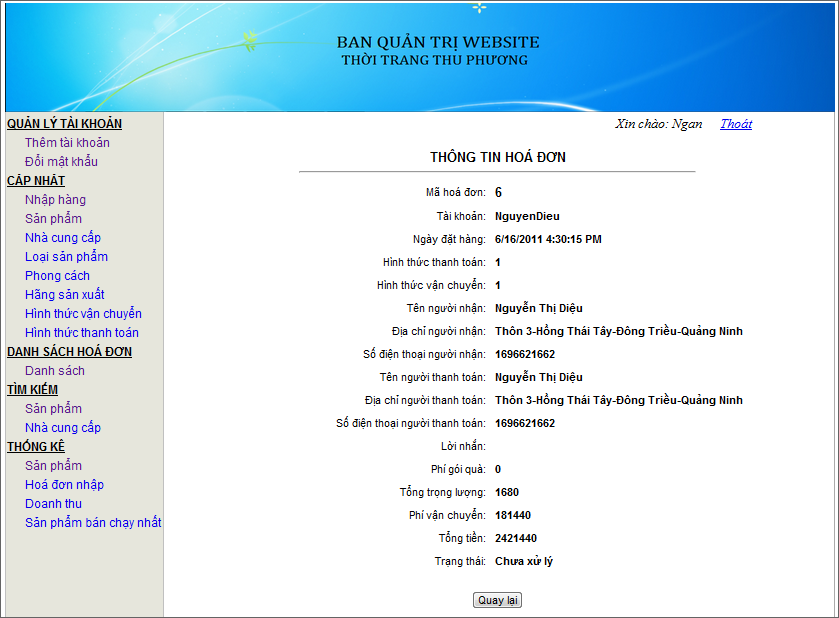 BAN QUẢN TRỊ WEBSITE
THỜI TRANG THU PHƯƠNG
Xin chào: Ngan Thoát
QUẢN LÝ TÀI KHOẢN
Thêm tài khoản
Đổi mật khẩu
CẬP NHẬT
Nhập hàng
Sản phẩm
Nhà cung cấp
Loại sản phẩm
Phong cách
Hãng sản xuất
Hình thức vận chuyển
Hình thức thanh toán
DANH SÁCH HOÁ ĐƠN
Danh sách
TÌM KIẾM
Sản phẩm
Nhà cung cấp
THỐNG KÊ
Sản phẩm
Hoá đơn nhập
Doanh thu
Sản phẩm bán chạy nhất
THÔNG TIN HOÁ ĐƠN
Mã hoá đơn: 6
Tài khoản: NguyenDieu
Ngày đặt hàng: 6/16/2011 4:30:15 PM
Hình thức thanh toán: 1
Hình thức vận chuyển: 1
Tên người nhận: Nguyễn Thị Diệu
Địa chỉ người nhận: Thôn 3-Hồng Thái Tây-Đông Triều-Quảng Ninh
Số điện thoại người nhận: 1696621662
Tên người thanh toán: Nguyễn Thị Diệu
Địa chỉ người thanh toán: Thôn 3-Hồng Thái Tây-Đông Triều-Quảng Ninh
Số điện thoại người thanh toán: 1696621662
Lời nhắn:
Phí gói quà: 0
Tổng trọng lượng: 1680
Phí vận chuyển: 181440
Tổng tiền: 2421440
Trạng thái: Chưa xử lý
Quay lại